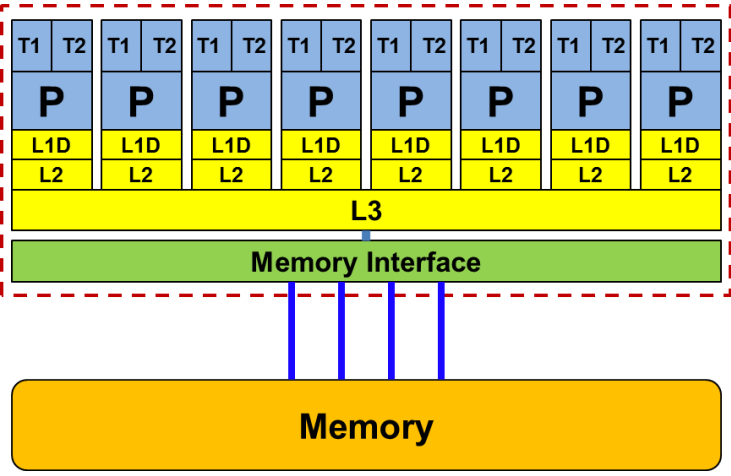 T1 T2 T1 T2 T1 T2 T1 T2 T1 T2 T1 T2 T1 T2 T1 T2
P P P P P P P P
L1D L1D L1D L1D L1D L1D L1D L1D
L2 L2 L2 L2 L2 L2 L2 L2
L3
Memory Interface
Memory